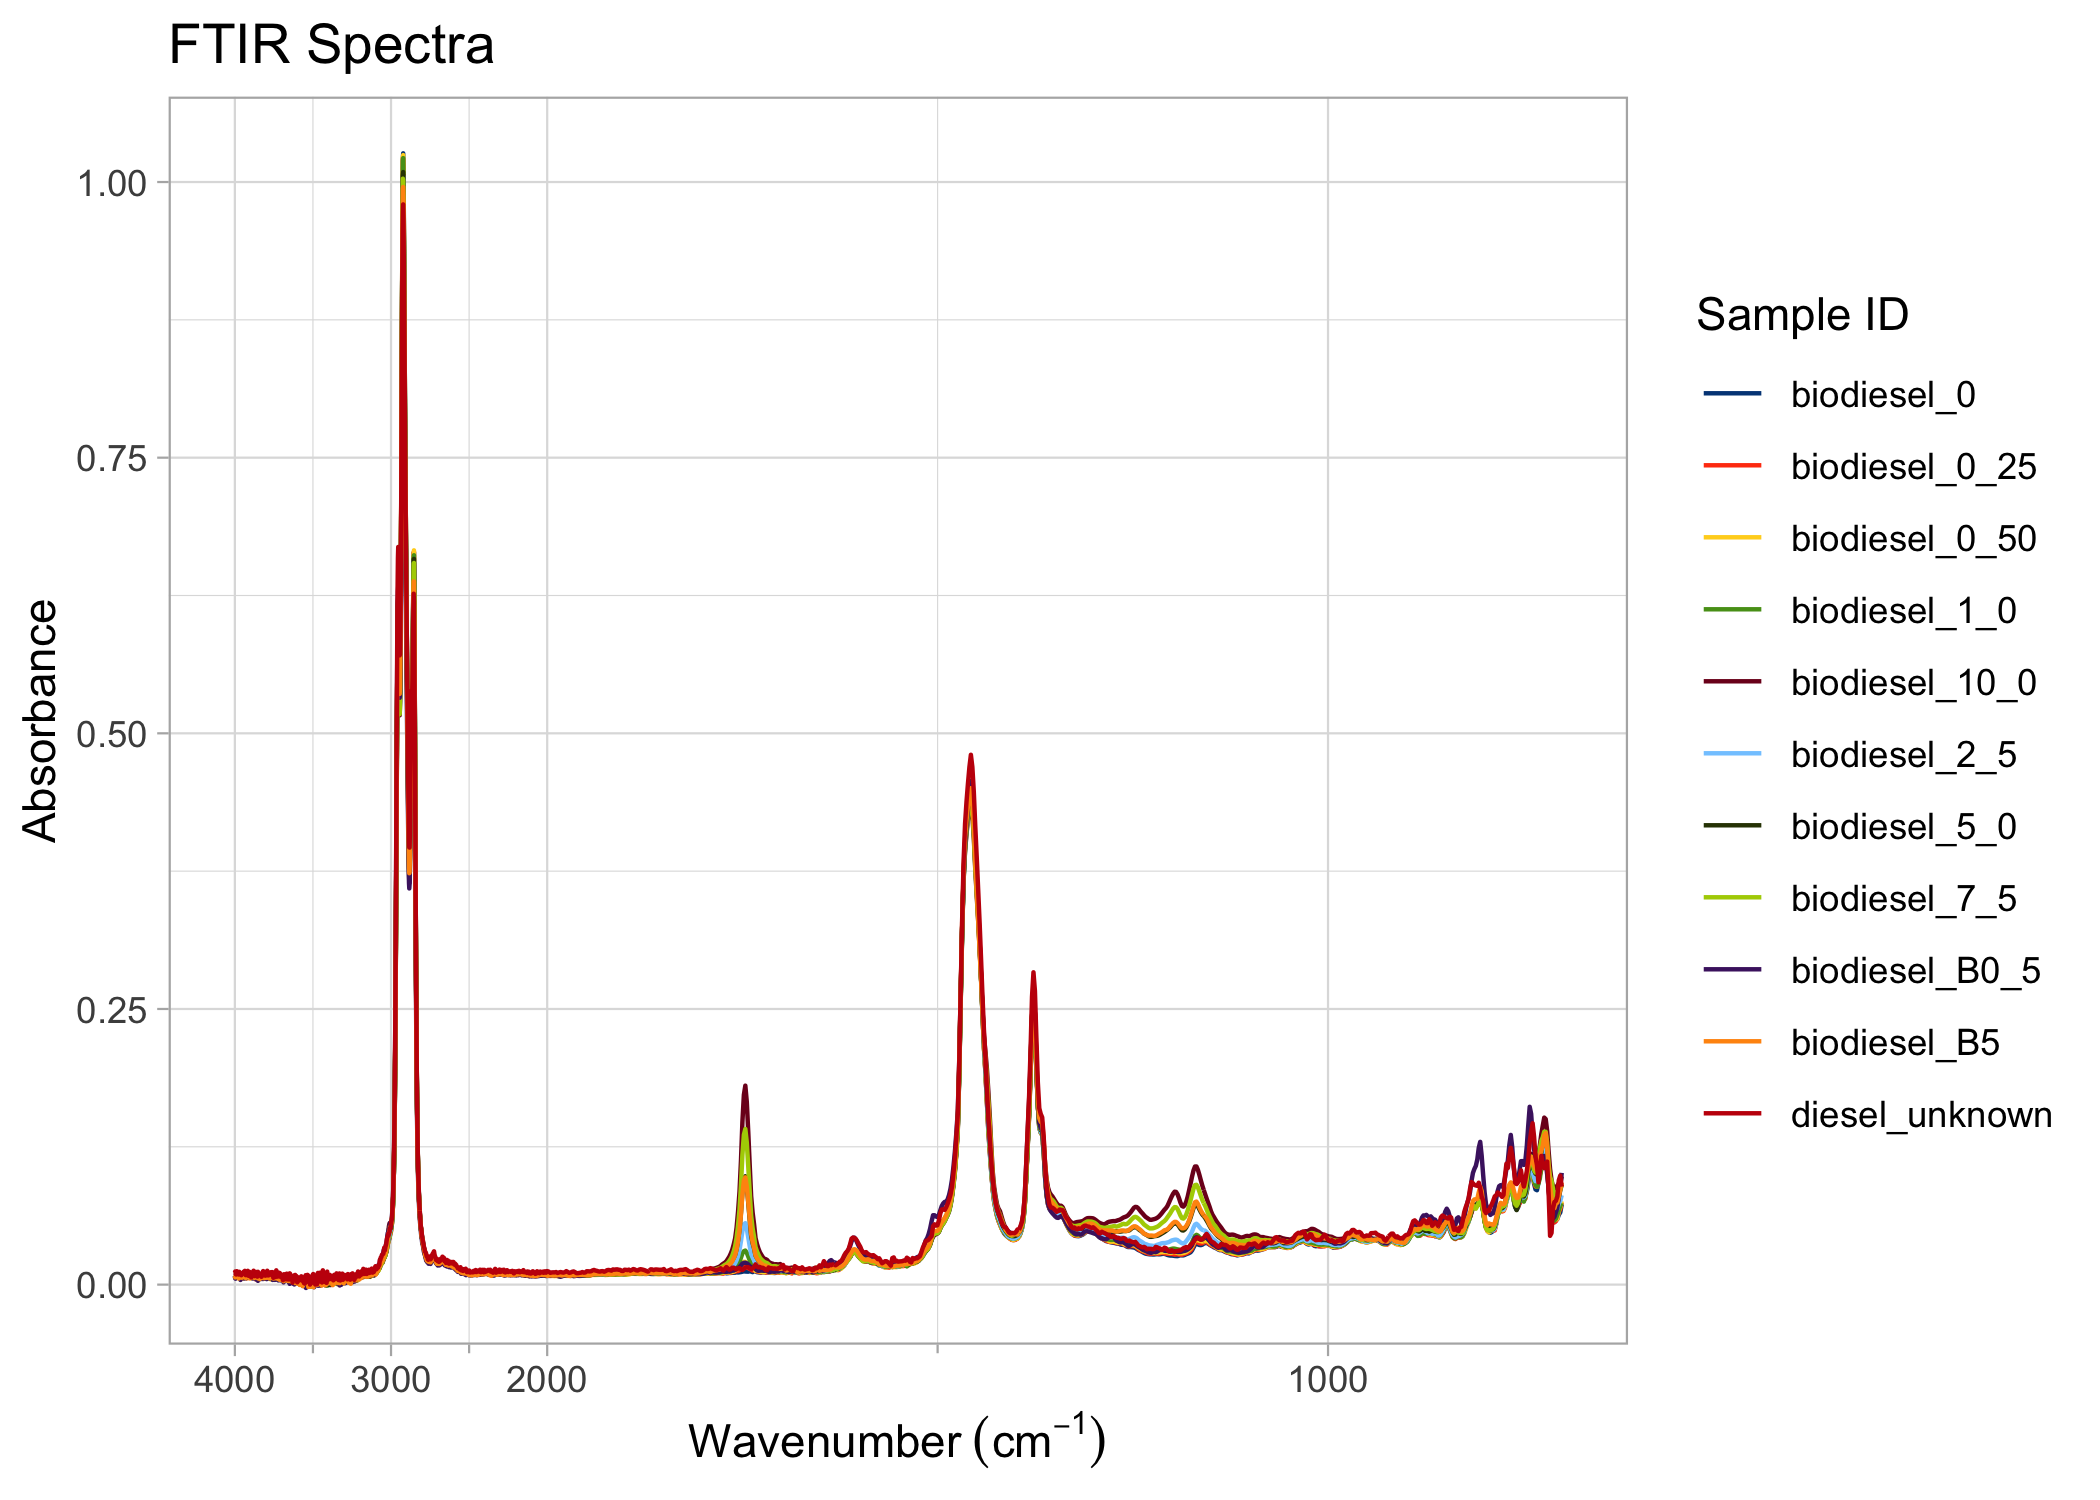 FTIR Spectra
1.00
0.75
0.50
0.25
0.00
Absorbance
4000 3000 2000 1000
Wavenumber (cm⁻¹)
Sample ID
biodiesel_0
biodiesel_0_25
biodiesel_0_50
biodiesel_1_0
biodiesel_10_0
biodiesel_2_5
biodiesel_5_0
biodiesel_7_5
biodiesel_B0_5
biodiesel_B5
diesel_unknown